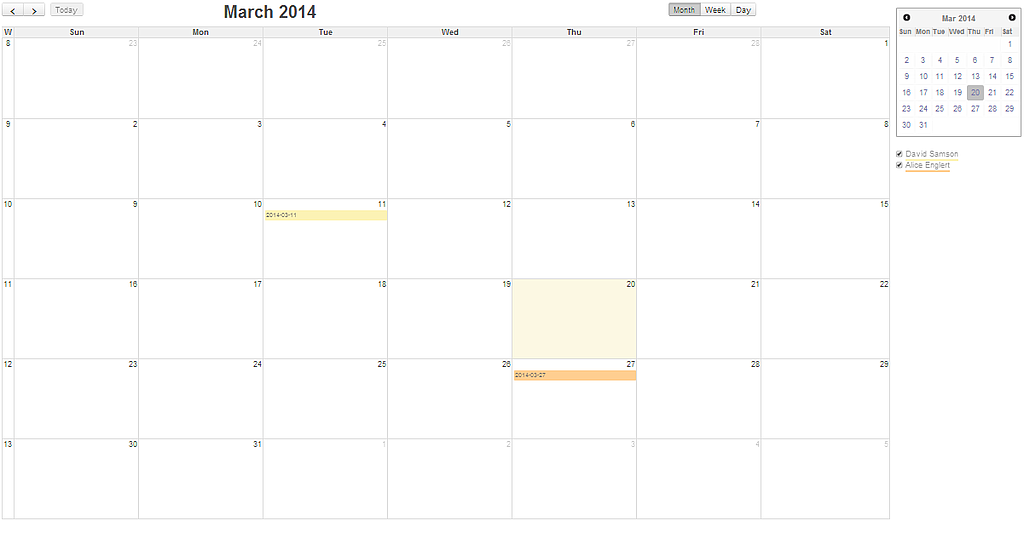 Today
March 2014
Month Week Day
W Sun Mon Tue Wed Thu Fri Sat
8 23 24 25 26 27 28 1
9 2 3 4 5 6 7 8
10 9 10 11 12 13 14 15
2014-03-11
11 16 17 18 19 20 21 22
12 23 24 25 26 27 28 29
2014-03-27
13 30 31 1 2 3 4 5
Mar 2014
Sun Mon Tue Wed Thu Fri Sat
1
2 3 4 5 6 7 8
9 10 11 12 13 14 15
16 17 18 19 20 21 22
23 24 25 26 27 28 29
30 31
David Samson
Alice Englert